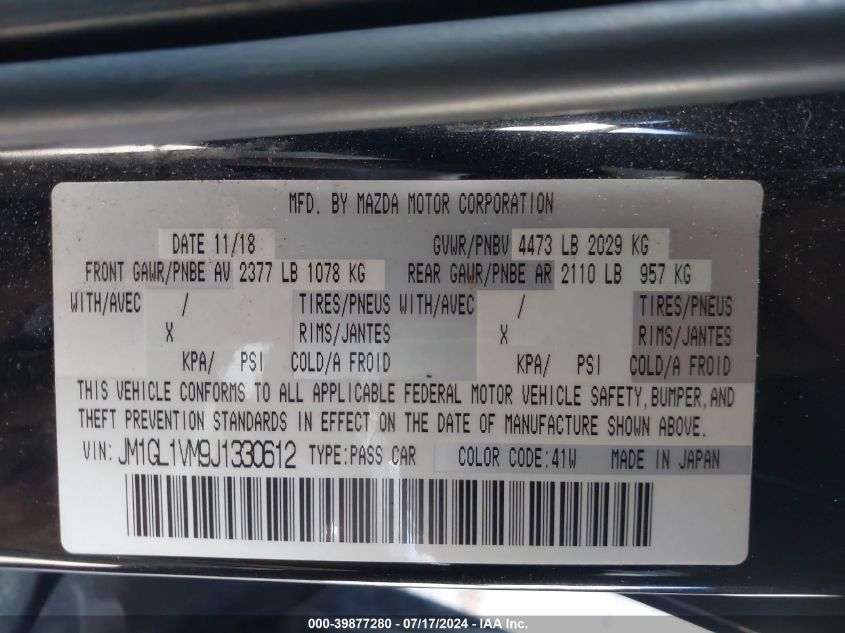 MFD. BY MAZDA MOTOR CORPORATION
DATE 11/18 GVWR/PNBV 4473 LB 2029 KG
FRONT GAWR/PNBE AV 2377 LB 1078 KG REAR GAWR/PNBE AR 2110 LB 957 KG
WITH/AVEC / TIRES/PNEUS WITH/AVEC / TIRES/PNEUS
X RIMS/JANTES X RIMS/JANTES
KPA/ PSI COLD/A FROID KPA/ PSI COLD/A FROID
THIS VEHICLE CONFORMS TO ALL APPLICABLE FEDERAL MOTOR VEHICLE SAFETY, BUMPER, AND
THEFT PREVENTION STANDARDS IN EFFECT ON THE DATE OF MANUFACTURE SHOWN ABOVE.
VIN: JM1GL1VM9J1330612 TYPE:PASS CAR COLOR CODE:41W MADE IN JAPAN
000-39877280 - 07/17/2024 - IAA Inc.